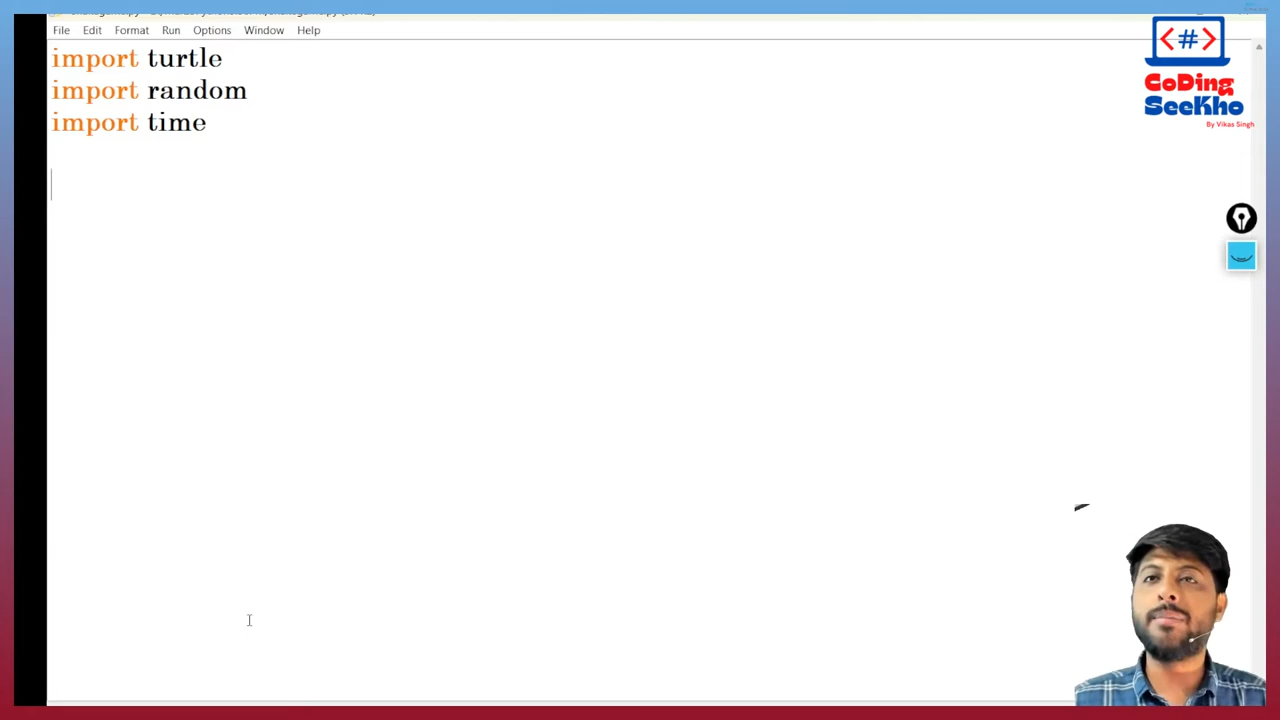 File Edit Format Run Options Window Help
import turtle
import random
import time
<#>
CoDing
SeeKho
By Vikas Singh